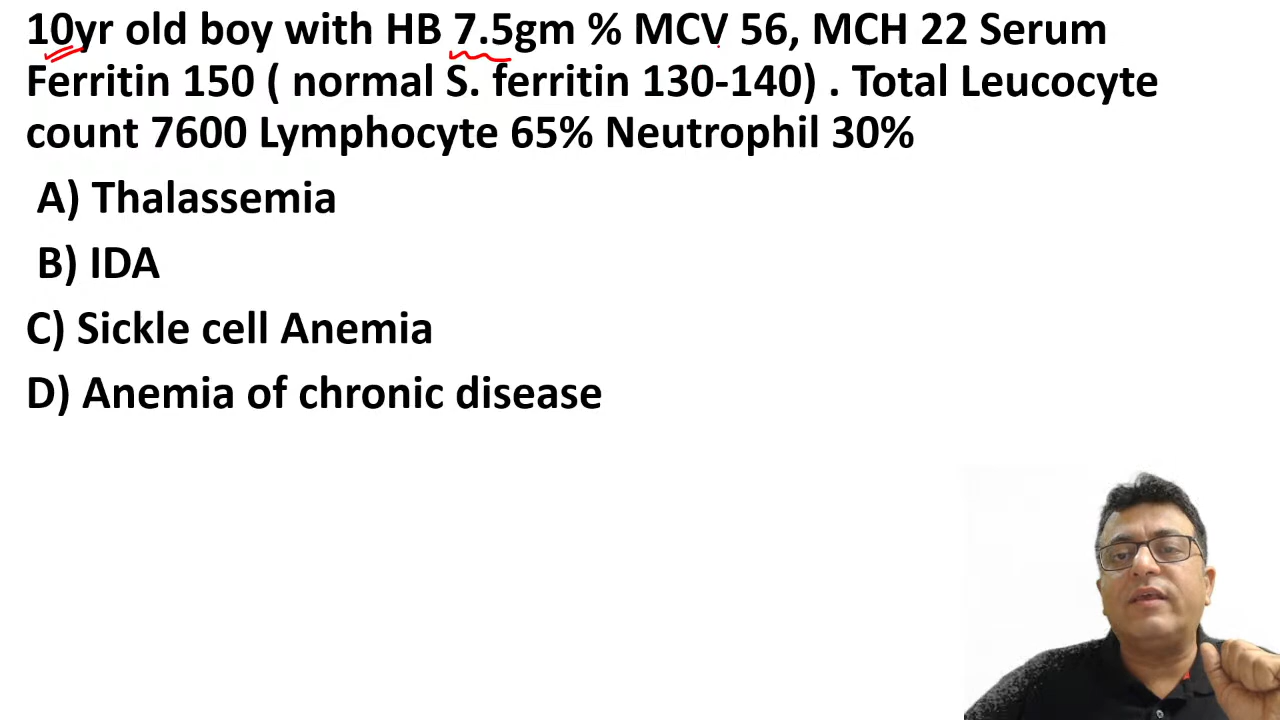 10yr old boy with HB 7.5gm % MCV 56, MCH 22 Serum
Ferritin 150 ( normal S. ferritin 130-140) . Total Leucocyte
count 7600 Lymphocyte 65% Neutrophil 30%
A) Thalassemia
B) IDA
C) Sickle cell Anemia
D) Anemia of chronic disease